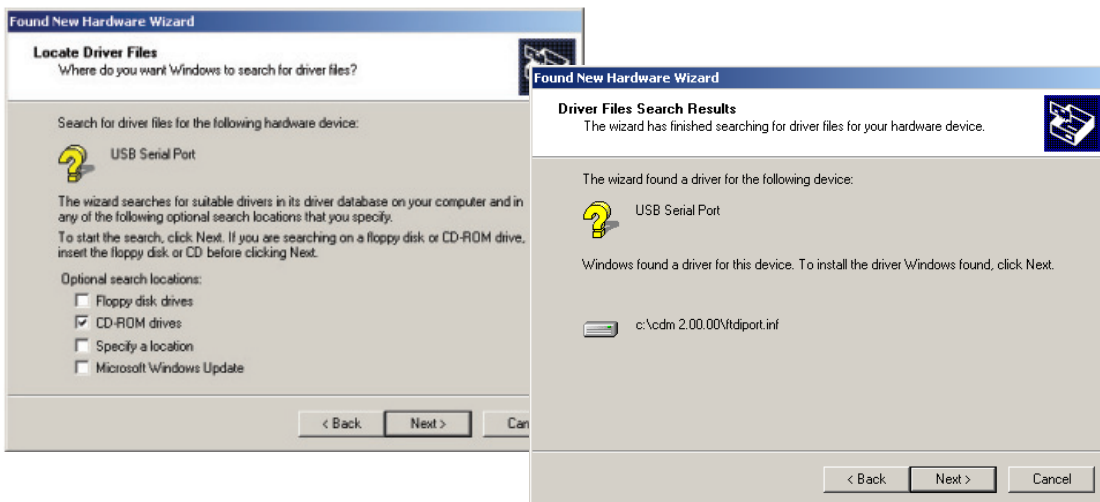 Found New Hardware Wizard
Locate Driver Files
Where do you want Windows to search for driver files?
Search for driver files for the following hardware device:
USB Serial Port
The wizard searches for suitable drivers in its driver database on your computer and in
any of the following optional search locations that you specify.
To start the search, click Next. If you are searching on a floppy disk or CD-ROM drive,
insert the floppy disk or CD before clicking Next.
Optional search locations:
Floppy disk drives
CD-ROM drives
Specify a location
Microsoft Windows Update
< Back
Next >
Can
Found New Hardware Wizard
Driver Files Search Results
The wizard has finished searching for driver files for your hardware device.
The wizard found a driver for the following device:
USB Serial Port
Windows found a driver for this device. To install the driver Windows found, click Next.
c:\cdm 2.00.00\ftdiport.inf
< Back
Next >
Cancel